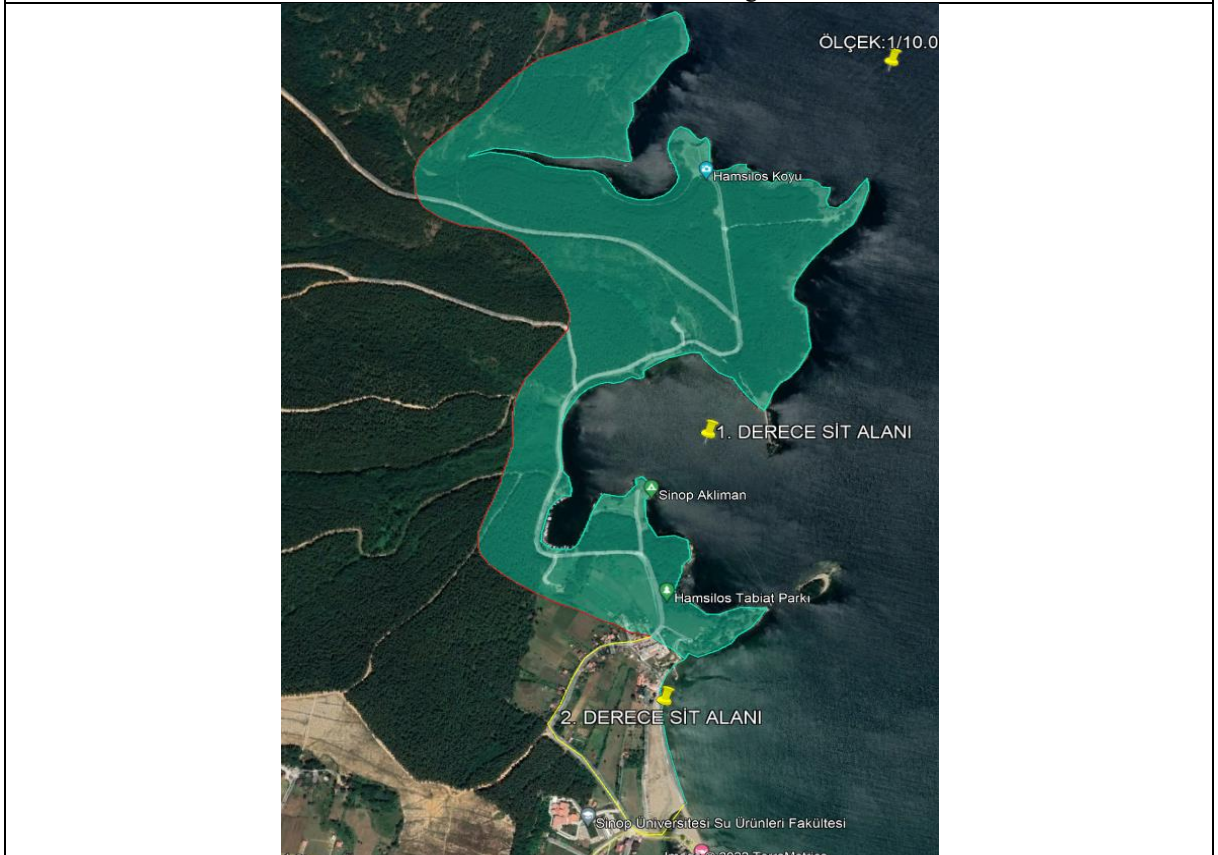 ÖLÇEK:1/10.0
Hamsilos Koyu
1. DERECE SİT ALANI
Sinop Akliman
Hamsilos Tabiat Parkı
2. DERECE SİT ALANI
Sinop Üniversitesi Su Ürünleri Fakültesi